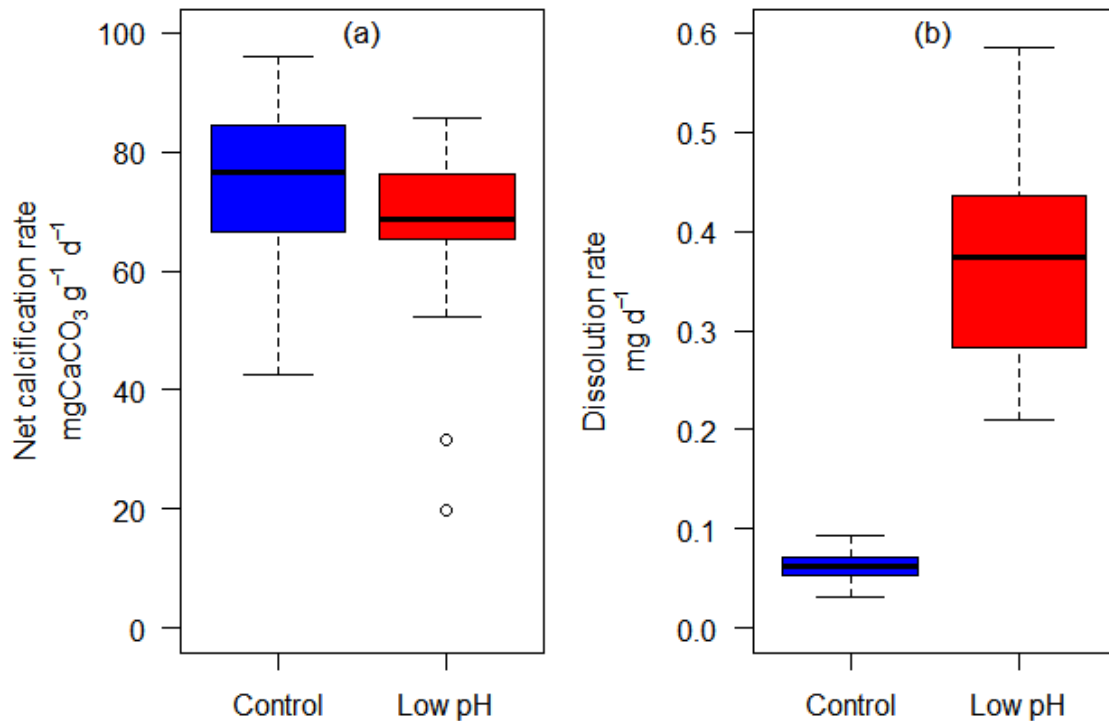 (a)
100
80
60
40
20
0
Net calcification rate
mgCaCO₃ g⁻¹ d⁻¹
Control
Low pH
(b)
0.6
0.5
0.4
0.3
0.2
0.1
0.0
Dissolution rate
mg d⁻¹
Control
Low pH